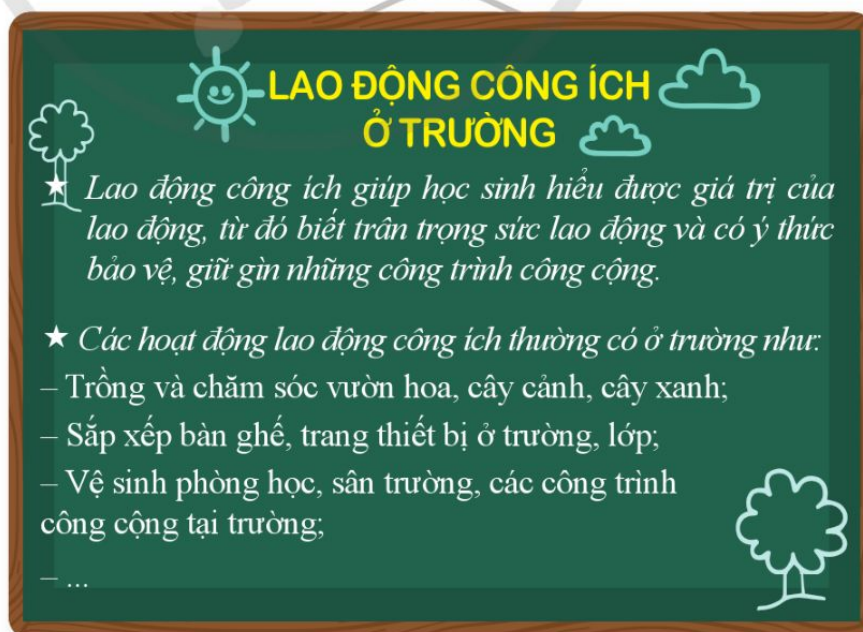 LAO ĐỘNG CÔNG ÍCH
Ở TRƯỜNG
★ Lao động công ích giúp học sinh hiểu được giá trị của
lao động, từ đó biết trân trọng sức lao động và có ý thức
bảo vệ, giữ gìn những công trình công cộng.
★ Các hoạt động lao động công ích thường có ở trường như:
– Trồng và chăm sóc vườn hoa, cây cảnh, cây xanh;
– Sắp xếp bàn ghế, trang thiết bị ở trường, lớp;
– Vệ sinh phòng học, sân trường, các công trình
công cộng tại trường;
– ...